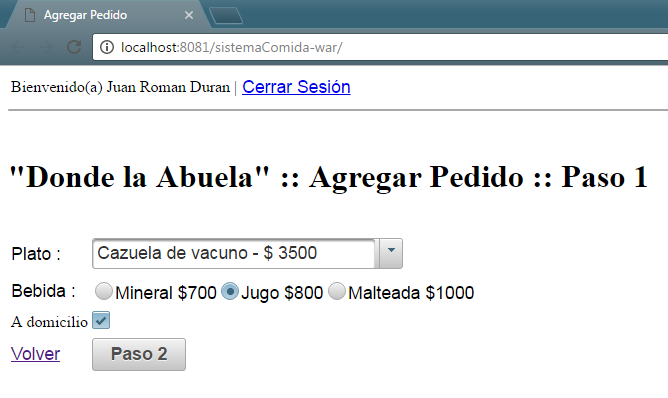 Agregar Pedido
localhost:8081/sistemaComida-war/
Bienvenido(a) Juan Roman Duran | Cerrar Sesión
"Donde la Abuela" :: Agregar Pedido :: Paso 1
Plato : Cazuela de vacuno - $ 3500
Bebida : Mineral $700 Jugo $800 Malteada $1000
A domicilio
Volver Paso 2